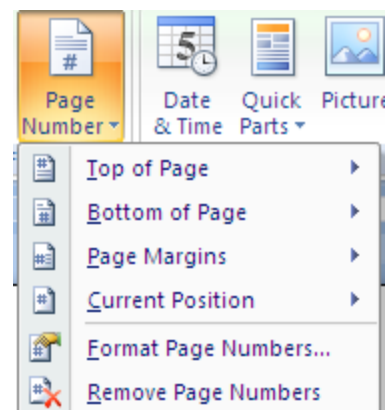 Page Number
Date & Time
Quick Parts
Picture
Top of Page
Bottom of Page
Page Margins
Current Position
Format Page Numbers...
Remove Page Numbers